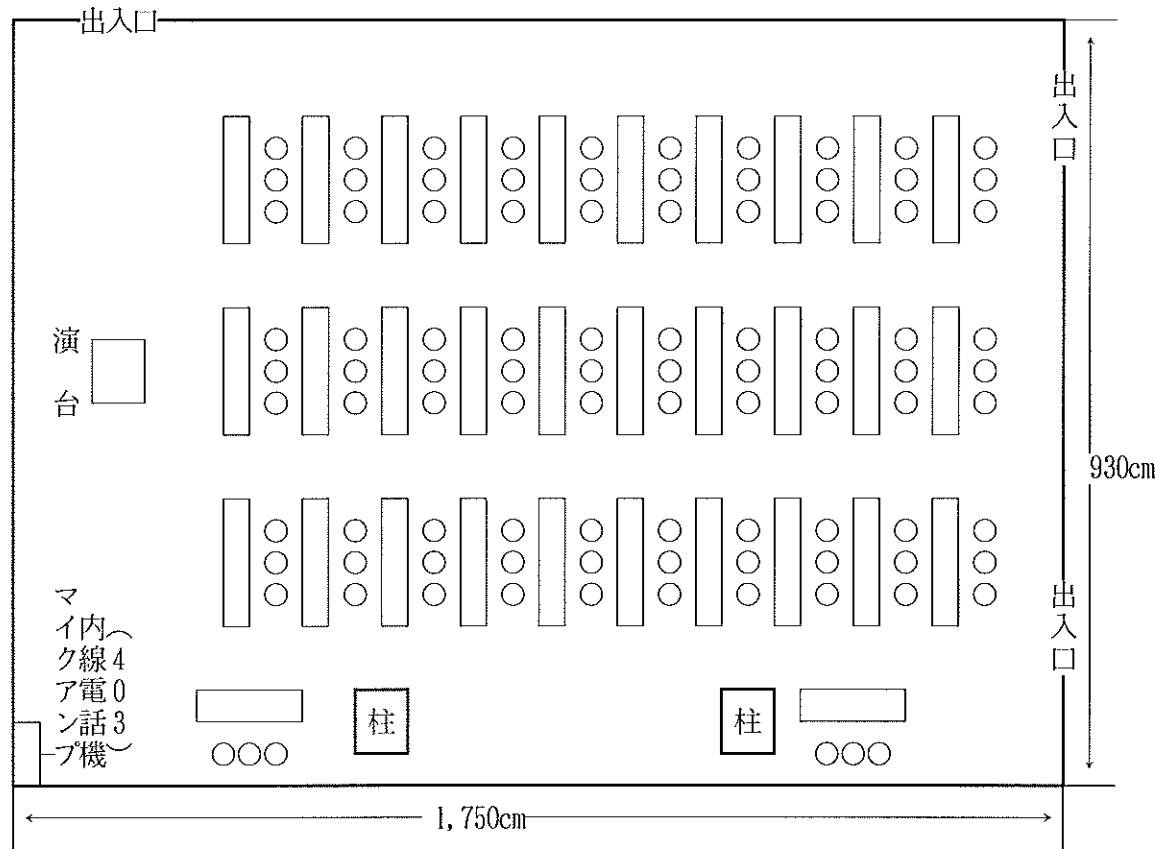 出入口
出入口
演台
930cm
出入口
マイクアンプ
内線電話機
（403）
柱
柱
1,750cm